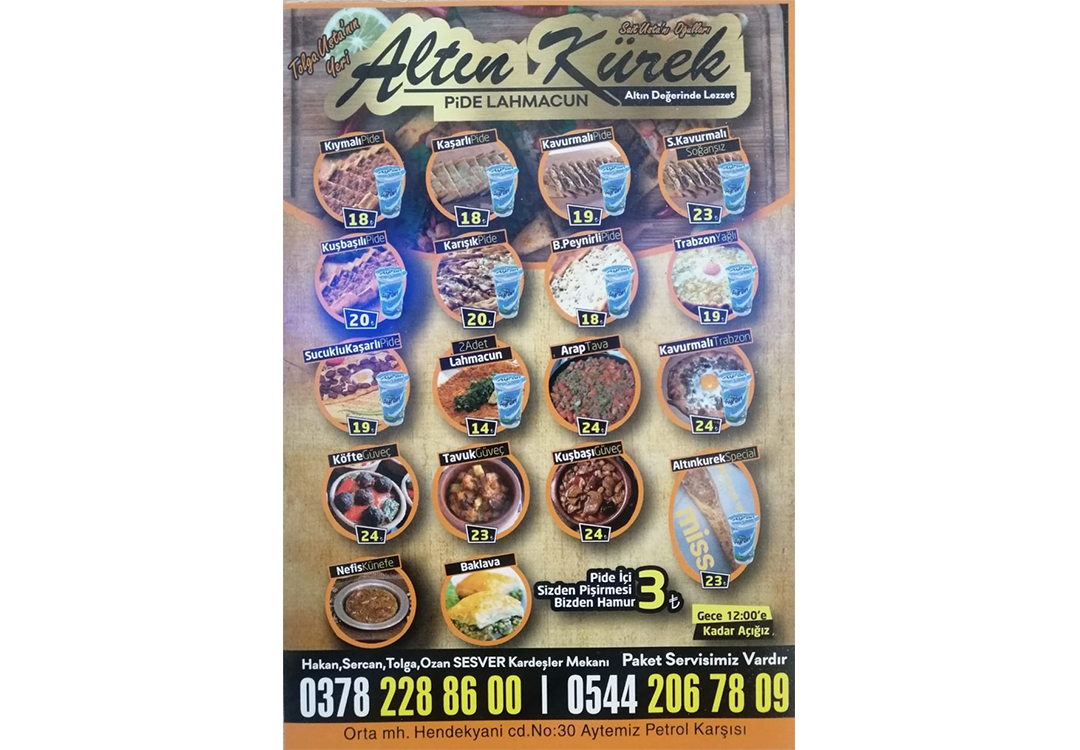 Tolga Usta'nın
Yeri
Sait Usta'nı Oğulları
Altın Kürek
PiDE LAHMACUN
Altın Değerinde Lezzet
KıymalıPide
18₺
KaşarlıPide
18₺
KavurmalıPide
19₺
S.Kavurmalı
Soğansız
23₺
KuşbaşılıPide
20₺
KarışıkPide
20₺
B.PeynirliPide
18₺
TrabzonYağlı
19₺
SucukluKaşarlıPide
19₺
2Adet
Lahmacun
14₺
ArapTava
24₺
KavurmalıTrabzon
24₺
KöfteGüveç
24₺
TavukGüveç
23₺
KuşbaşıGüveç
24₺
AltınkurekSpecial
miss
23₺
NefisKünefe
Baklava
Pide İçi
Sizden Pişirmesi
Bizden Hamur
3₺
Gece 12:00'e
Kadar Açığız
Hakan,Sercan,Tolga,Ozan SESVER Kardeşler Mekanı Paket Servisimiz Vardır
0378 228 86 00 | 0544 206 78 09
Orta mh. Hendekyani cd.No:30 Aytemiz Petrol Karşısı